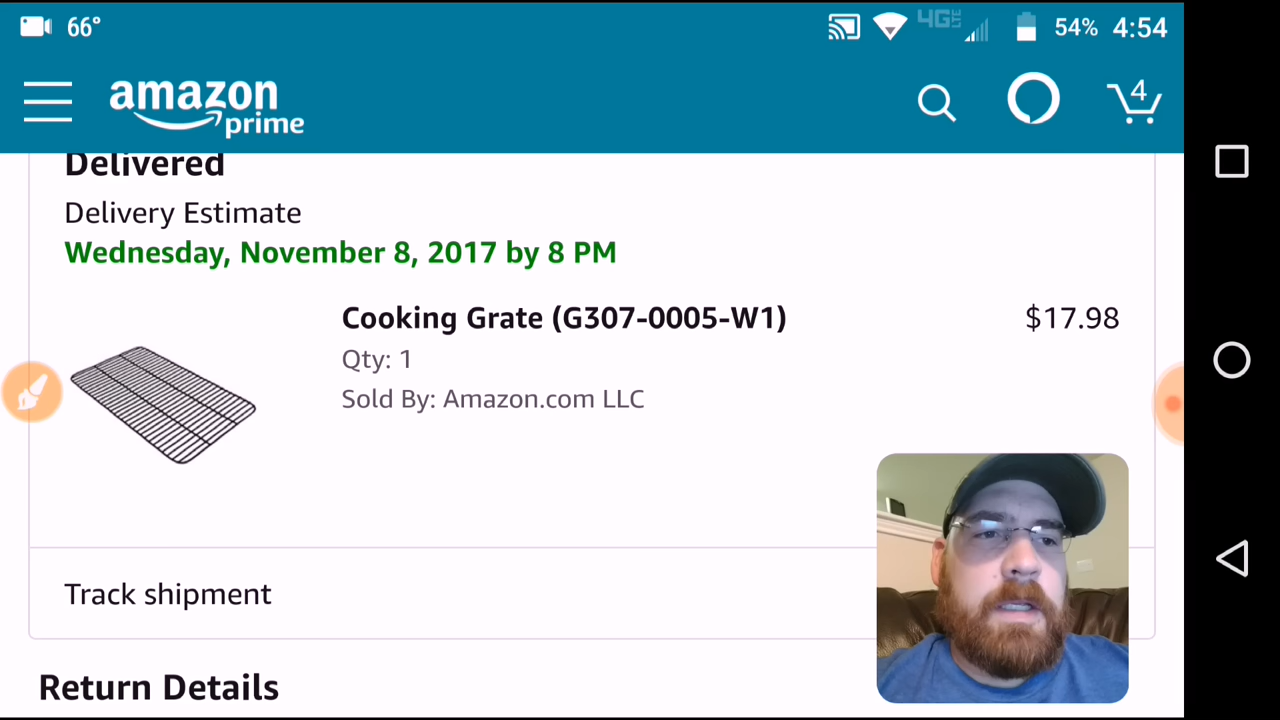 66°
4G LTE
54% 4:54
amazon
prime
4
Delivered
Delivery Estimate
Wednesday, November 8, 2017 by 8 PM
Cooking Grate (G307-0005-W1)
$17.98
Qty: 1
Sold By: Amazon.com LLC
Track shipment
Return Details